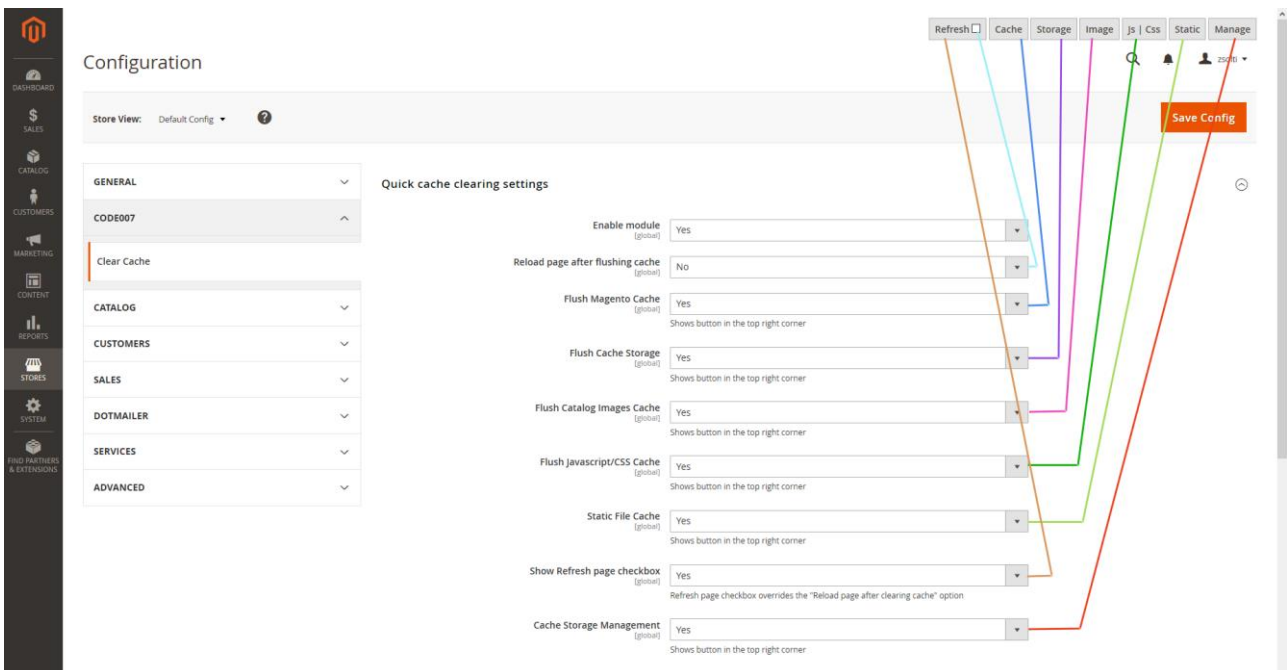 Refresh Cache Storage Image Js | Css Static Manage
Configuration
zsolti
DASHBOARD
SALES
CATALOG
CUSTOMERS
MARKETING
CONTENT
REPORTS
STORES
SYSTEM
FIND PARTNERS
& EXTENSIONS
Store View: Default Config
Save Config
GENERAL
CODE007
Clear Cache
CATALOG
CUSTOMERS
SALES
DOTMAILER
SERVICES
ADVANCED
Quick cache clearing settings
Enable module
[global]
Yes
Reload page after flushing cache
[global]
No
Flush Magento Cache
[global]
Yes
Shows button in the top right corner
Flush Cache Storage
[global]
Yes
Shows button in the top right corner
Flush Catalog Images Cache
[global]
Yes
Shows button in the top right corner
Flush Javascript/CSS Cache
[global]
Yes
Shows button in the top right corner
Static File Cache
[global]
Yes
Shows button in the top right corner
Show Refresh page checkbox
[global]
Yes
Refresh page checkbox overrides the "Reload page after clearing cache" option
Cache Storage Management
[global]
Yes
Shows button in the top right corner